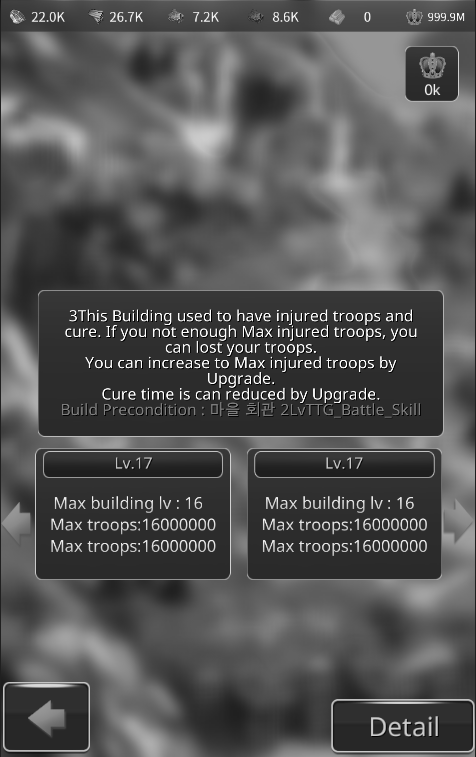 22.0K 26.7K 7.2K 8.6K 0 999.9M
0k
3This Building used to have injured troops and
cure. If you not enough Max injured troops, you
can lost your troops.
You can increase to Max injured troops by
Upgrade.
Cure time is can reduced by Upgrade.
Build Precondition : 마을 회관 2LvTTG_Battle_Skill
Lv.17
Max building lv : 16
Max troops:16000000
Max troops:16000000
Lv.17
Max building lv : 16
Max troops:16000000
Max troops:16000000
Detail